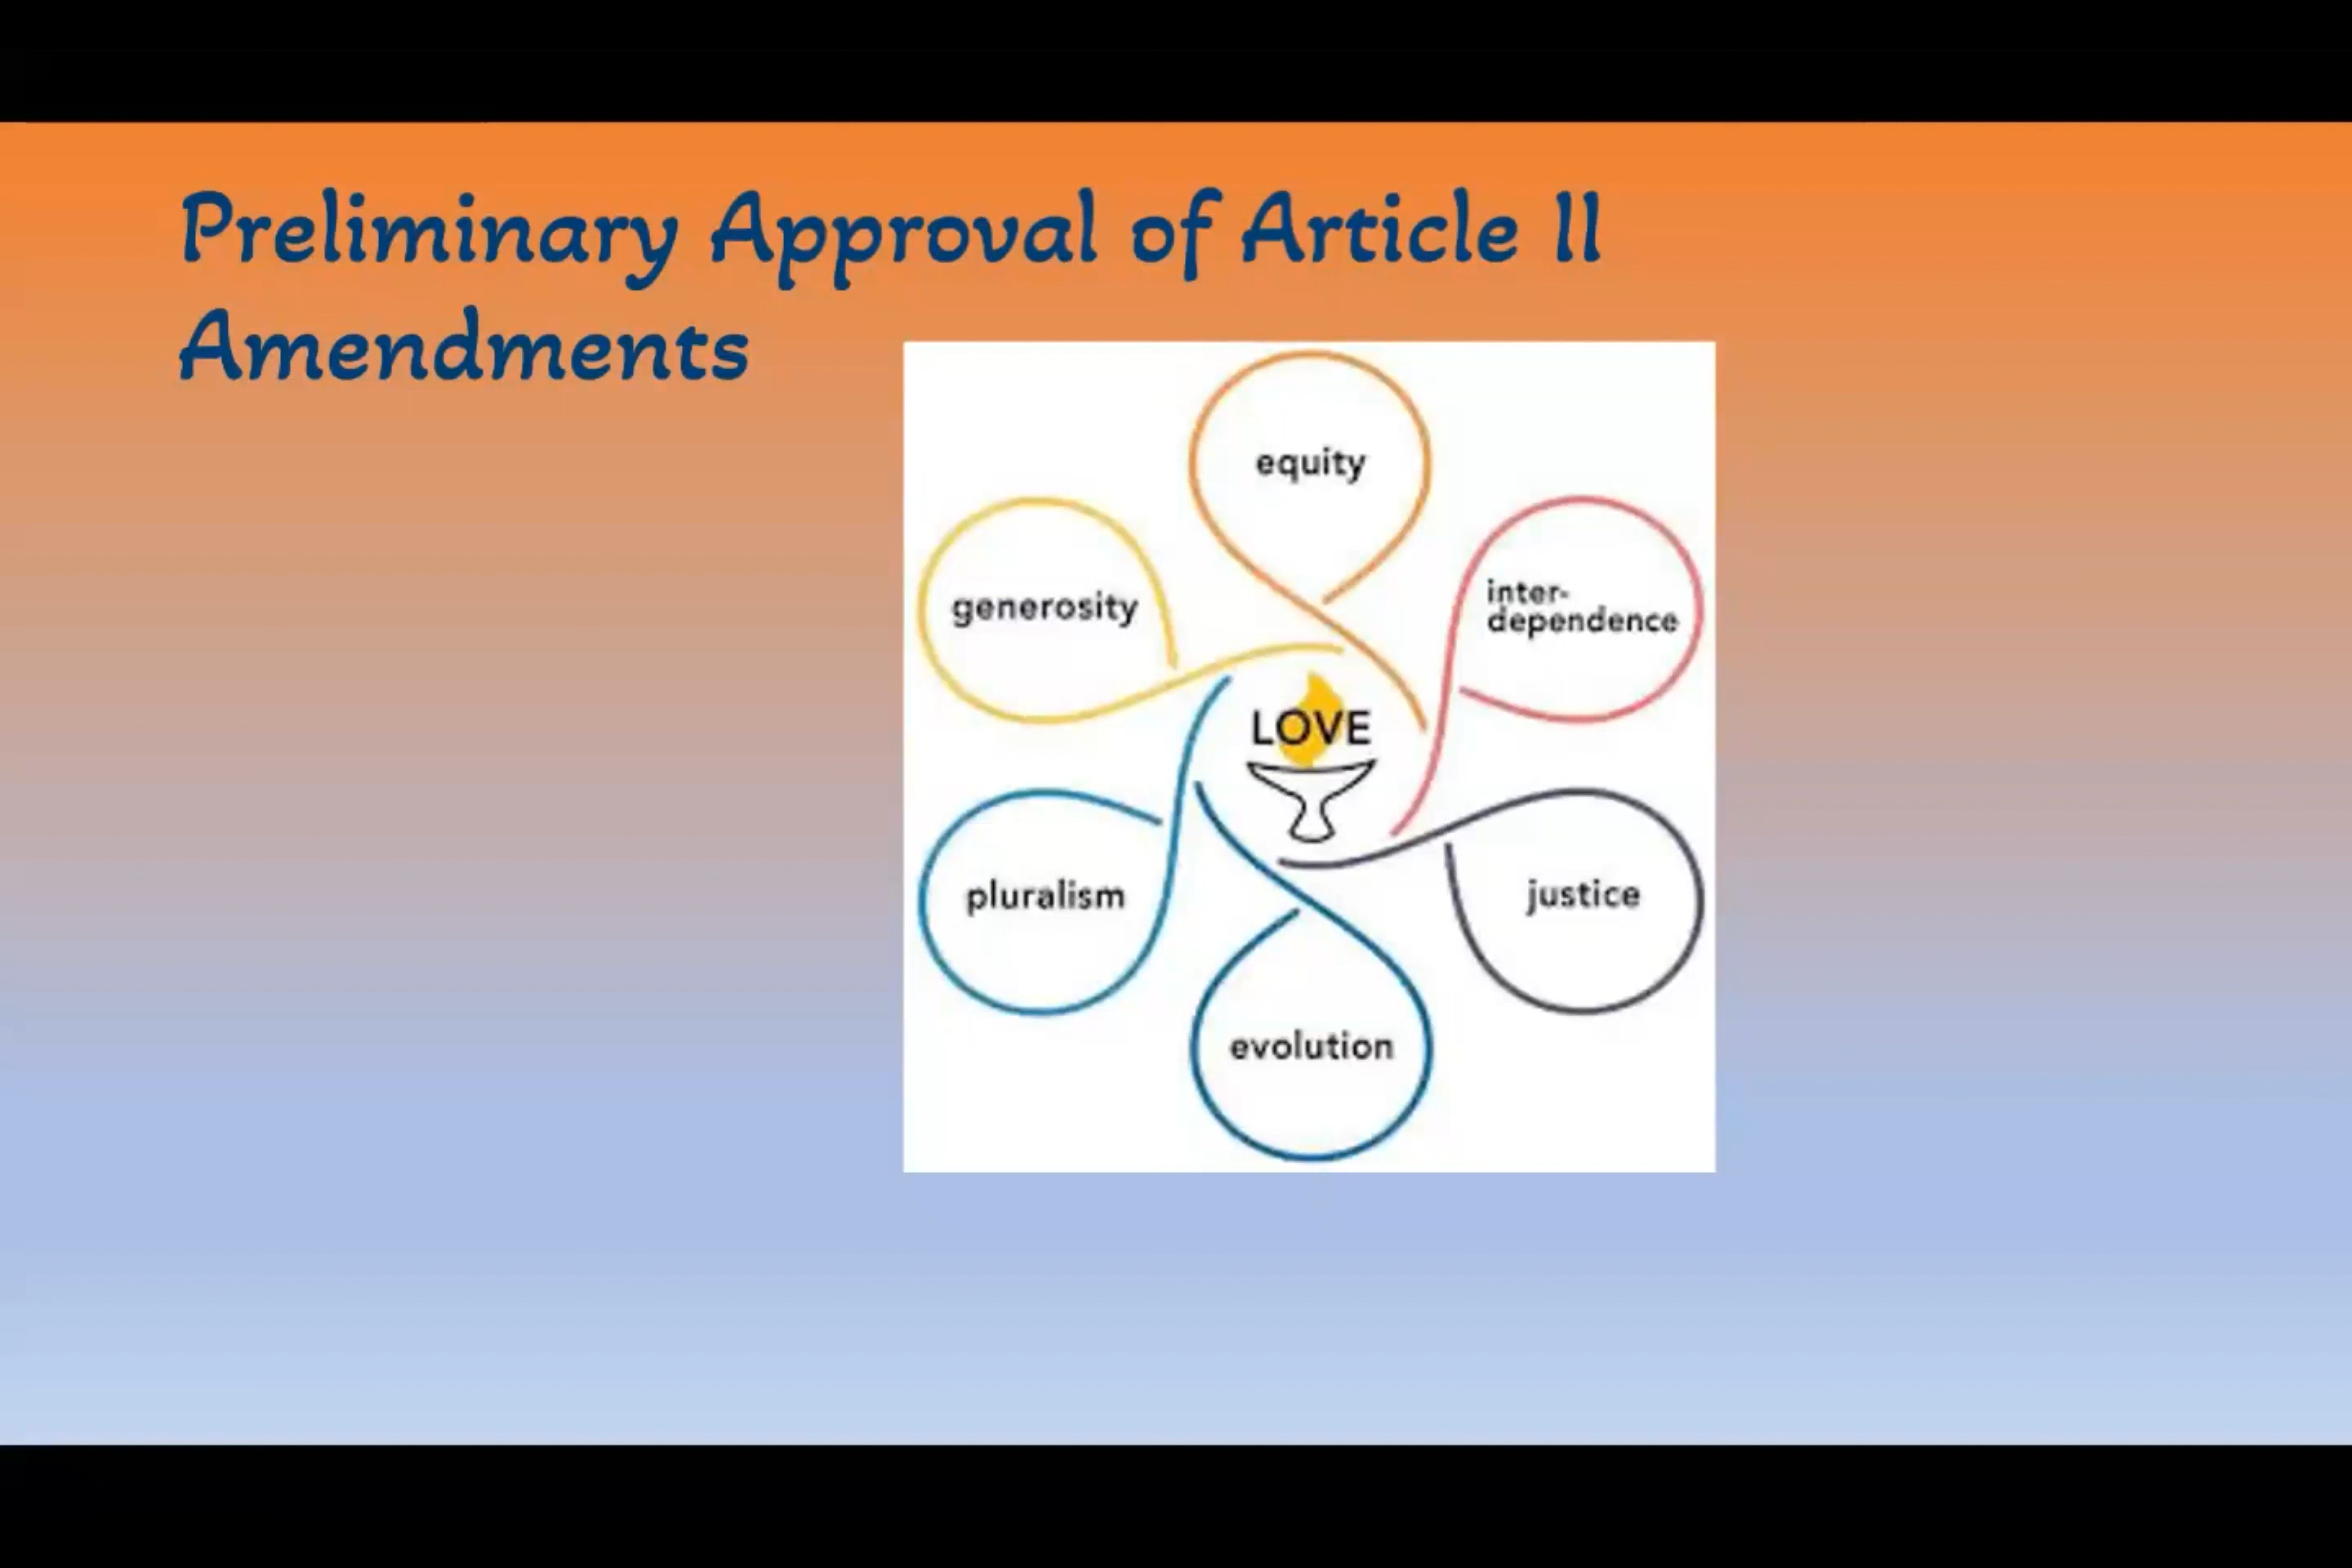 Preliminary Approval of Article II
Amendments
equity
generosity
inter-
dependence
LOVE
pluralism
justice
evolution